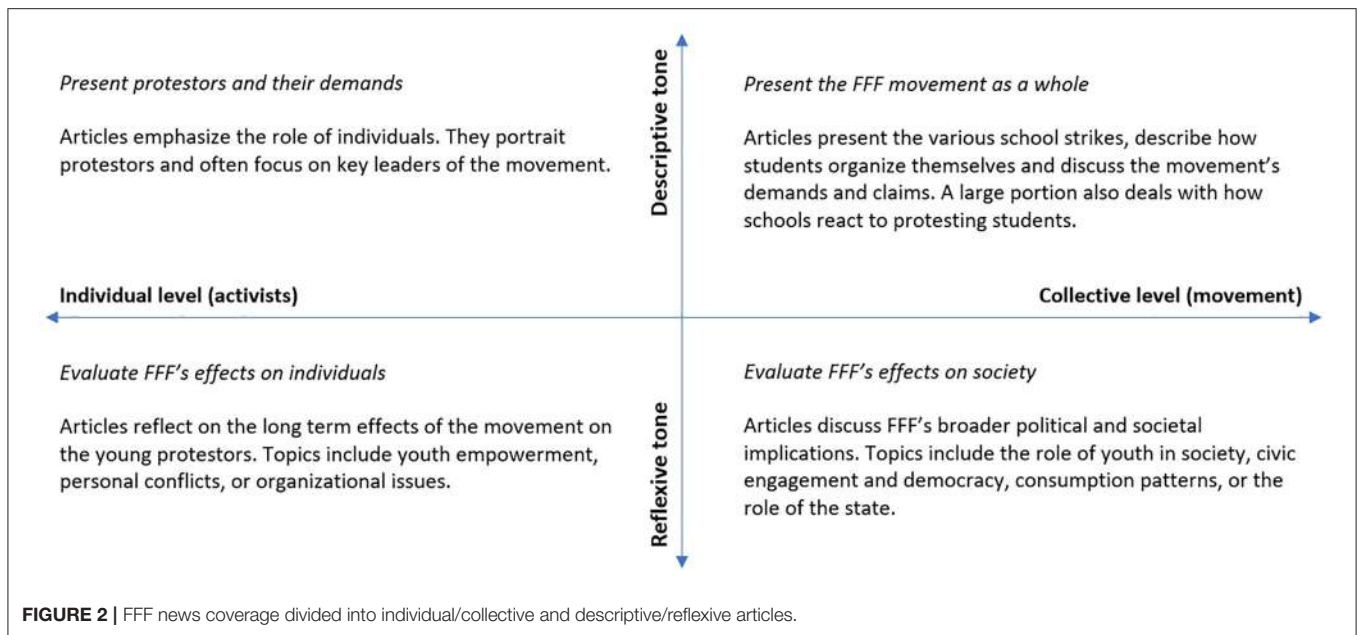 Present protestors and their demands
Articles emphasize the role of individuals. They portrait
protestors and often focus on key leaders of the movement.
Descriptive tone
Present the FFF movement as a whole
Articles present the various school strikes, describe how
students organize themselves and discuss the movement's
demands and claims. A large portion also deals with how
schools react to protesting students.
Individual level (activists)
Collective level (movement)
Evaluate FFF's effects on individuals
Articles reflect on the long term effects of the movement on
the young protestors. Topics include youth empowerment,
personal conflicts, or organizational issues.
Reflexive tone
Evaluate FFF's effects on society
Articles discuss FFF's broader political and societal
implications. Topics include the role of youth in society, civic
engagement and democracy, consumption patterns, or the
role of the state.
FIGURE 2 | FFF news coverage divided into individual/collective and descriptive/reflexive articles.